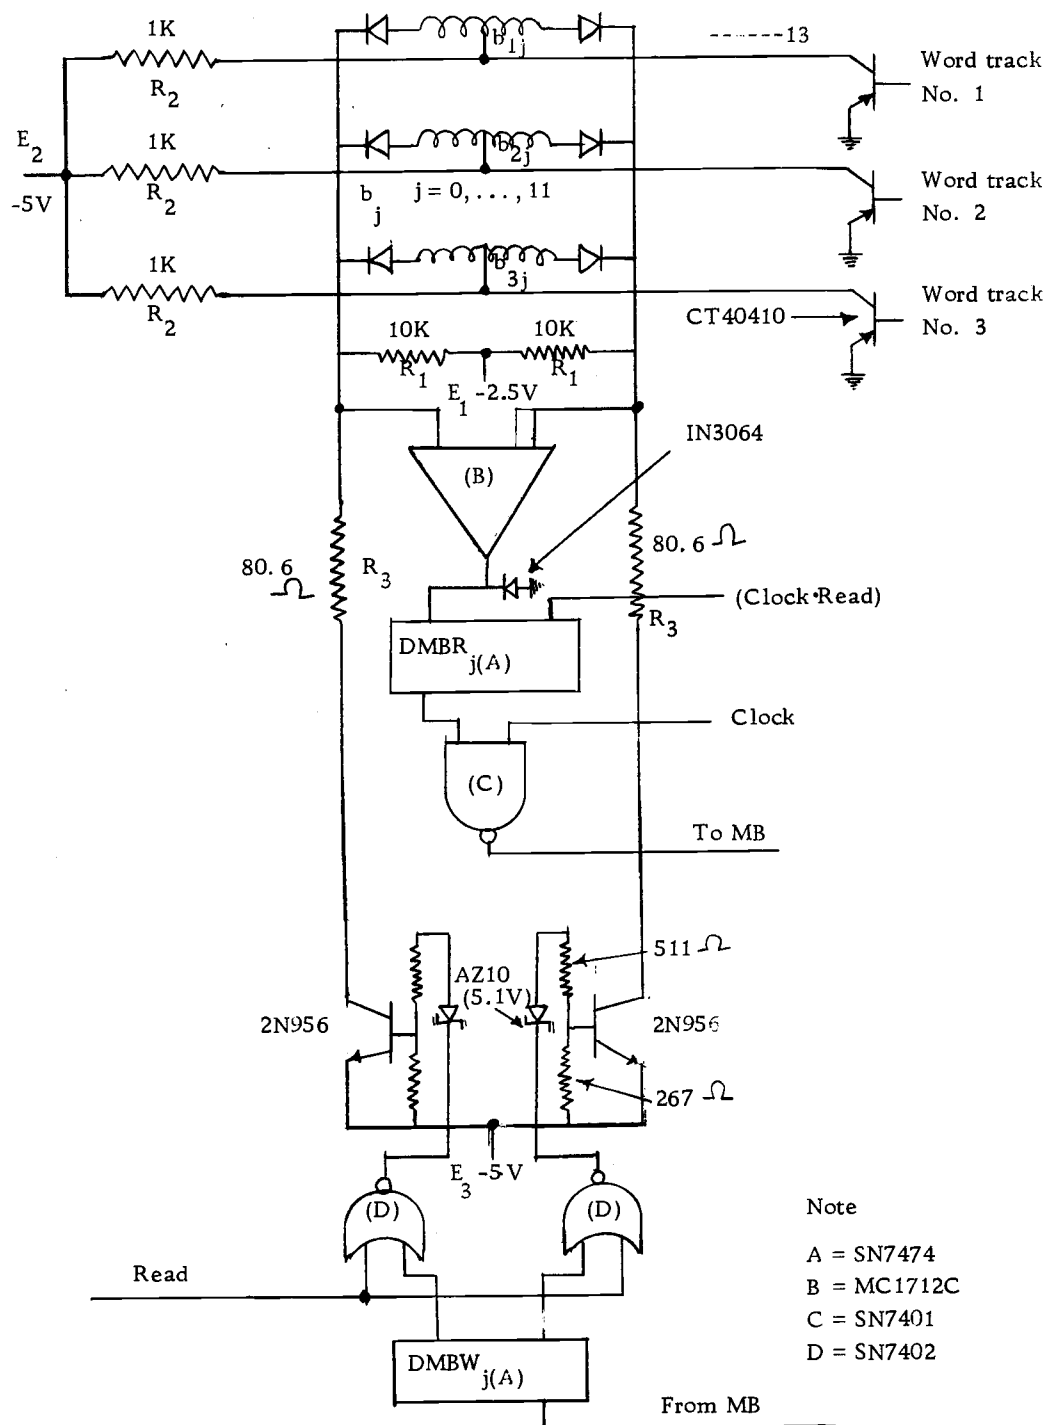 1K
R2
b1j
------13
Word track
No. 1
E2
-5V
1K
R2
b2j
bj
j = 0, . . . , 11
Word track
No. 2
1K
R2
b3j
CT40410
Word track
No. 3
10K
10K
R1
R1
E1 -2.5V
IN3064
(B)
80.6 Ω
R3
80.6 Ω
R3
(Clock·Read)
DMBR j(A)
Clock
(C)
To MB
511 Ω
AZ10
(5.1V)
2N956
2N956
267 Ω
E3 -5V
(D)
(D)
Read
DMBW j(A)
From MB
Note
A = SN7474
B = MC1712C
C = SN7401
D = SN7402